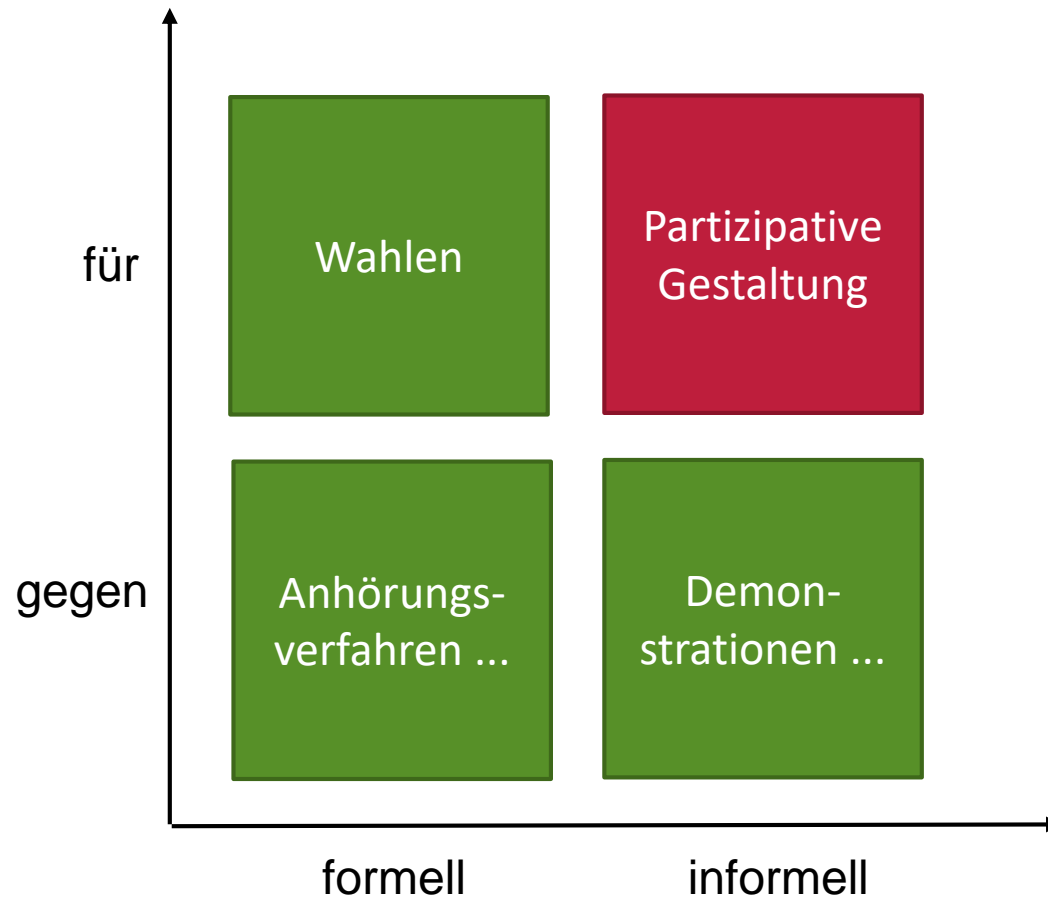 für
Wahlen
Partizipative
Gestaltung
gegen
Anhörungs-
verfahren ...
Demon-
strationen ...
formell
informell